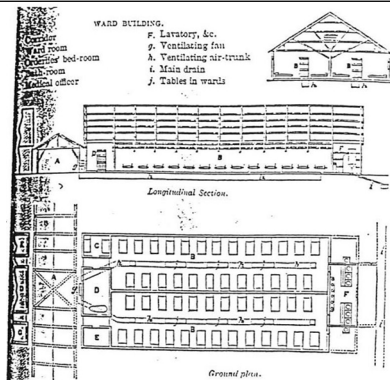 WARD BUILDING.
Corridor
Ward room
Orderlies' bed-room
Bath-room
Medical officer
F. Lavatory, &c.
g. Ventilating fan
h. Ventilating air-trunk
i. Main drain
j. Tables in wards
B
B
A
D
B
F
Longitudinal Section.
A
C
B
D
F
E
B
Ground plan.